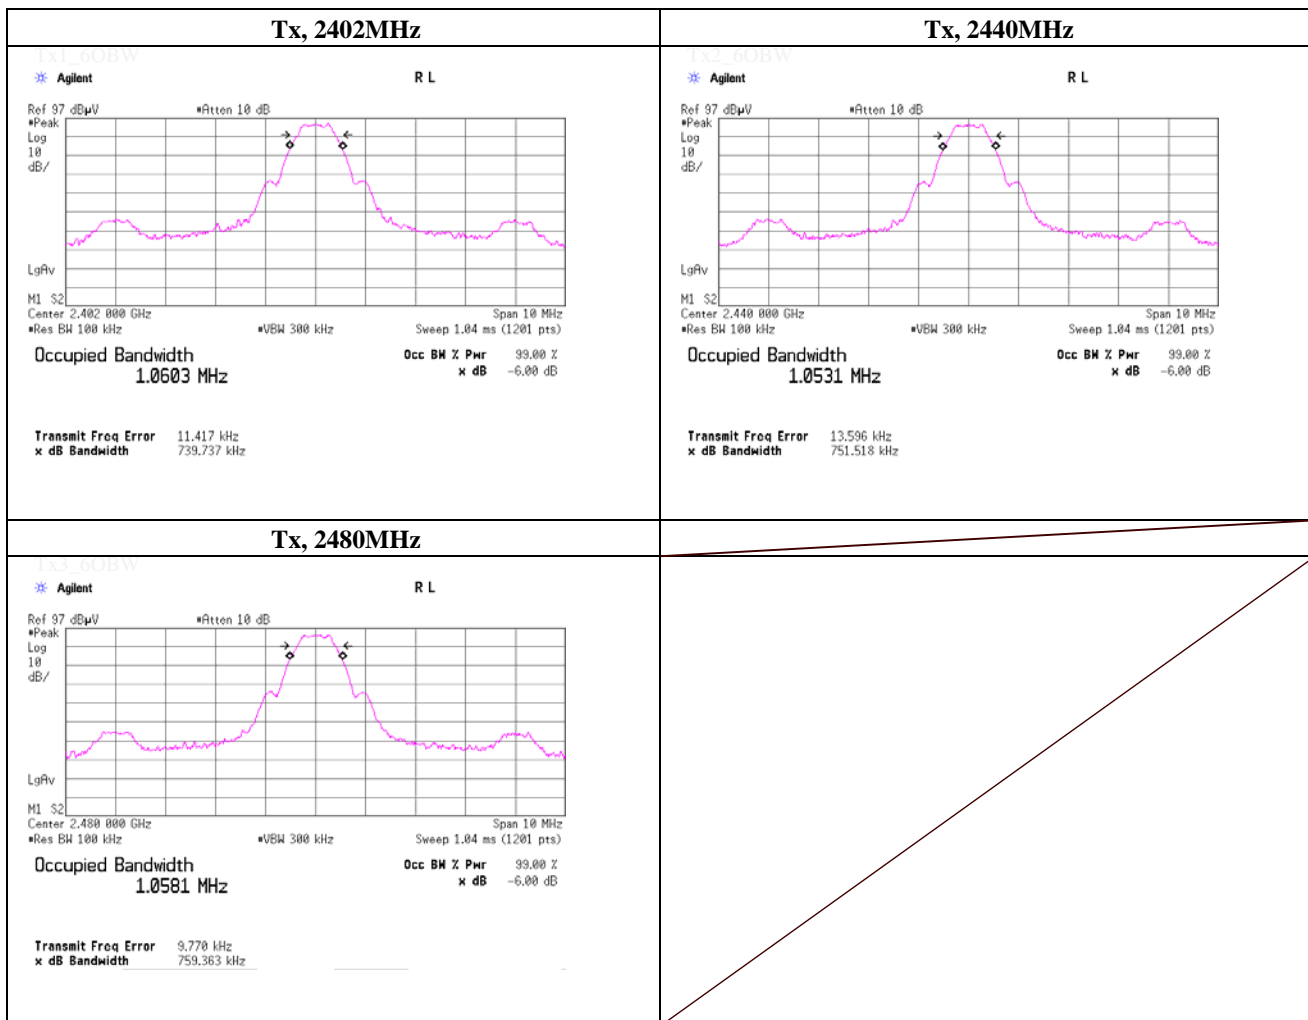 Tx, 2402MHz
Tx1_6OBW
Agilent R L
Ref 97 dBµV #Atten 10 dB
#Peak
Log
10
dB/
LgAv
M1 S2
Center 2.402 000 GHz Span 10 MHz
#Res BW 100 kHz #VBW 300 kHz Sweep 1.04 ms (1201 pts)
Occupied Bandwidth Occ BW % Pwr 99.00 %
1.0603 MHz x dB -6.00 dB
Transmit Freq Error 11.417 kHz
x dB Bandwidth 739.737 kHz
Tx, 2440MHz
Tx2_6OBW
Agilent R L
Ref 97 dBµV #Atten 10 dB
#Peak
Log
10
dB/
LgAv
M1 S2
Center 2.440 000 GHz Span 10 MHz
#Res BW 100 kHz #VBW 300 kHz Sweep 1.04 ms (1201 pts)
Occupied Bandwidth Occ BW % Pwr 99.00 %
1.0531 MHz x dB -6.00 dB
Transmit Freq Error 13.596 kHz
x dB Bandwidth 751.518 kHz
Tx, 2480MHz
Tx3_6OBW
Agilent R L
Ref 97 dBµV #Atten 10 dB
#Peak
Log
10
dB/
LgAv
M1 S2
Center 2.480 000 GHz Span 10 MHz
#Res BW 100 kHz #VBW 300 kHz Sweep 1.04 ms (1201 pts)
Occupied Bandwidth Occ BW % Pwr 99.00 %
1.0581 MHz x dB -6.00 dB
Transmit Freq Error 9.770 kHz
x dB Bandwidth 759.363 kHz